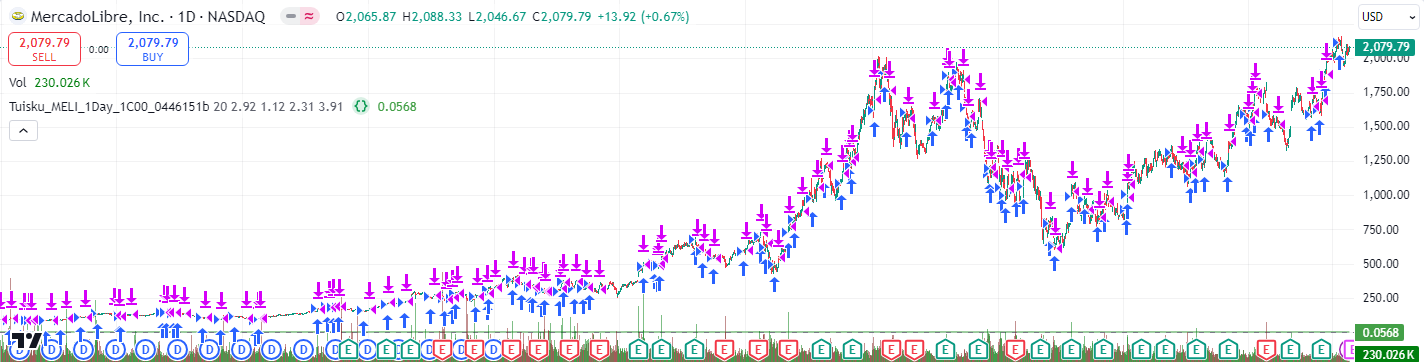 MercadoLibre, Inc. · 1D · NASDAQ O2,065.87 H2,088.33 L2,046.67 C2,079.79 +13.92 (+0.67%) USD
2,079.79 SELL 0.00 2,079.79 BUY 2,079.79
2,000.00
Vol 230.026K
1,750.00
Tuisku_MELI_1Day_1C00_0446151b 20 2.92 1.12 2.31 3.91 {} 0.0568
1,500.00
1,250.00
1,000.00
750.00
500.00
250.00
0.0568
D D D D D D D D D D D D D D E E E E E E E E E E E E E E E E E E E E E E E E E E E E E E
230.026K